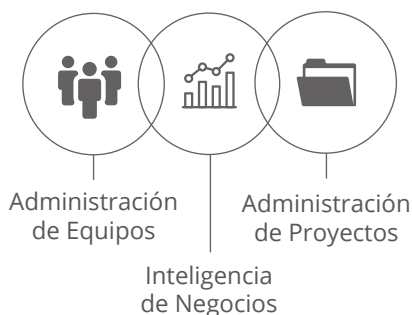 Administración
de Equipos
Inteligencia
de Negocios
Administración
de Proyectos